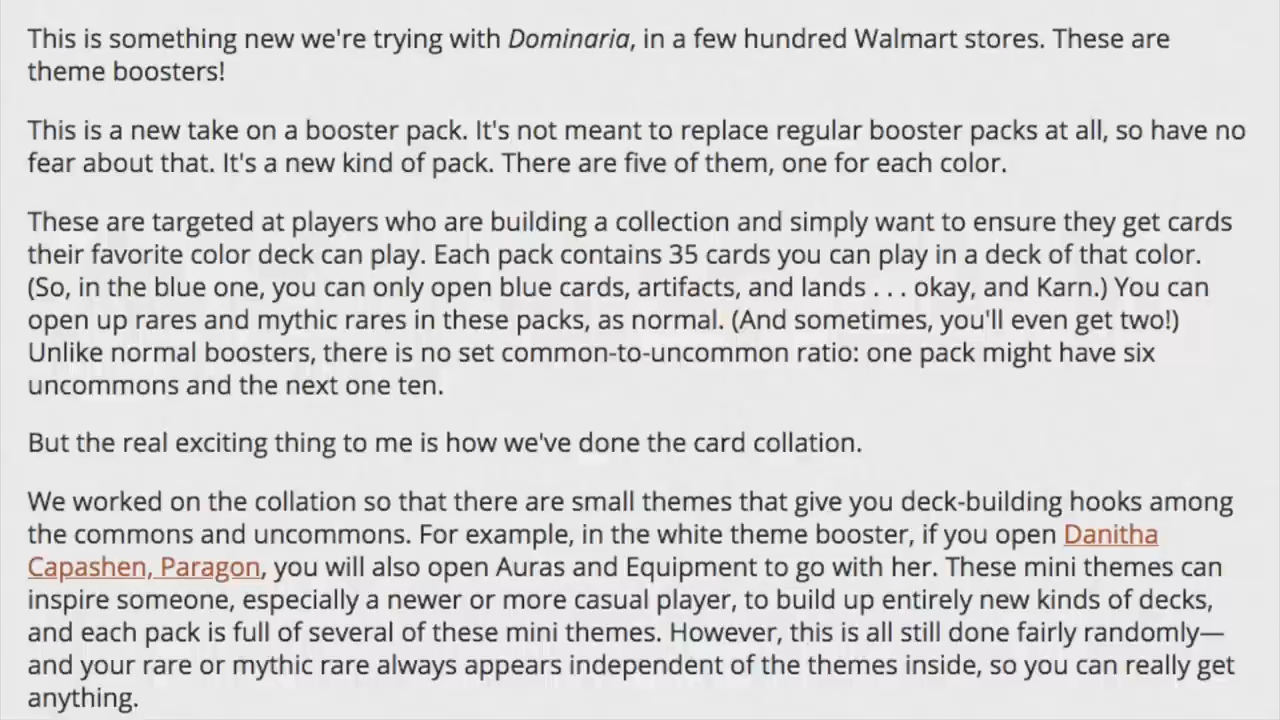 This is something new we're trying with Dominaria, in a few hundred Walmart stores. These are
theme boosters!
This is a new take on a booster pack. It's not meant to replace regular booster packs at all, so have no
fear about that. It's a new kind of pack. There are five of them, one for each color.
These are targeted at players who are building a collection and simply want to ensure they get cards
their favorite color deck can play. Each pack contains 35 cards you can play in a deck of that color.
(So, in the blue one, you can only open blue cards, artifacts, and lands . . . okay, and Karn.) You can
open up rares and mythic rares in these packs, as normal. (And sometimes, you'll even get two!)
Unlike normal boosters, there is no set common-to-uncommon ratio: one pack might have six
uncommons and the next one ten.
But the real exciting thing to me is how we've done the card collation.
We worked on the collation so that there are small themes that give you deck-building hooks among
the commons and uncommons. For example, in the white theme booster, if you open Danitha
Capashen, Paragon, you will also open Auras and Equipment to go with her. These mini themes can
inspire someone, especially a newer or more casual player, to build up entirely new kinds of decks,
and each pack is full of several of these mini themes. However, this is all still done fairly randomly—
and your rare or mythic rare always appears independent of the themes inside, so you can really get
anything.